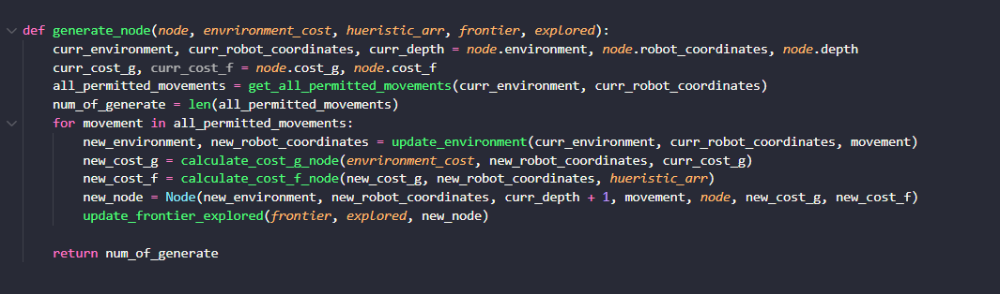 def generate_node(node, envrironment_cost, hueristic_arr, frontier, explored):
    curr_environment, curr_robot_coordinates, curr_depth = node.environment, node.robot_coordinates, node.depth
    curr_cost_g, curr_cost_f = node.cost_g, node.cost_f
    all_permitted_movements = get_all_permitted_movements(curr_environment, curr_robot_coordinates)
    num_of_generate = len(all_permitted_movements)
    for movement in all_permitted_movements:
        new_environment, new_robot_coordinates = update_environment(curr_environment, curr_robot_coordinates, movement)
        new_cost_g = calculate_cost_g_node(envrironment_cost, new_robot_coordinates, curr_cost_g)
        new_cost_f = calculate_cost_f_node(new_cost_g, new_robot_coordinates, hueristic_arr)
        new_node = Node(new_environment, new_robot_coordinates, curr_depth + 1, movement, node, new_cost_g, new_cost_f)
        update_frontier_explored(frontier, explored, new_node)
    return num_of_generate